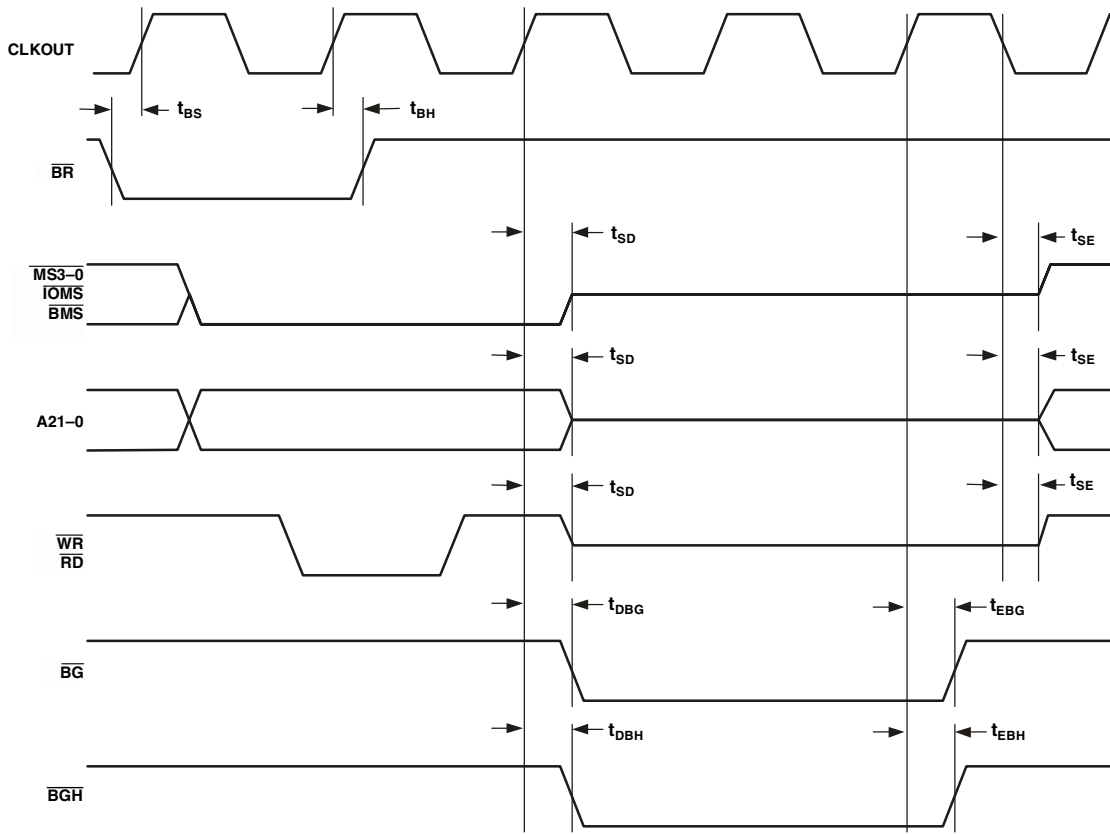 CLKOUT
tBS
tBH
BR
tSD
tSE
MS3–0
IOMS
BMS
tSD
tSE
A21–0
tSD
tSE
WR
RD
tDBG
tEBG
BG
tDBH
tEBH
BGH